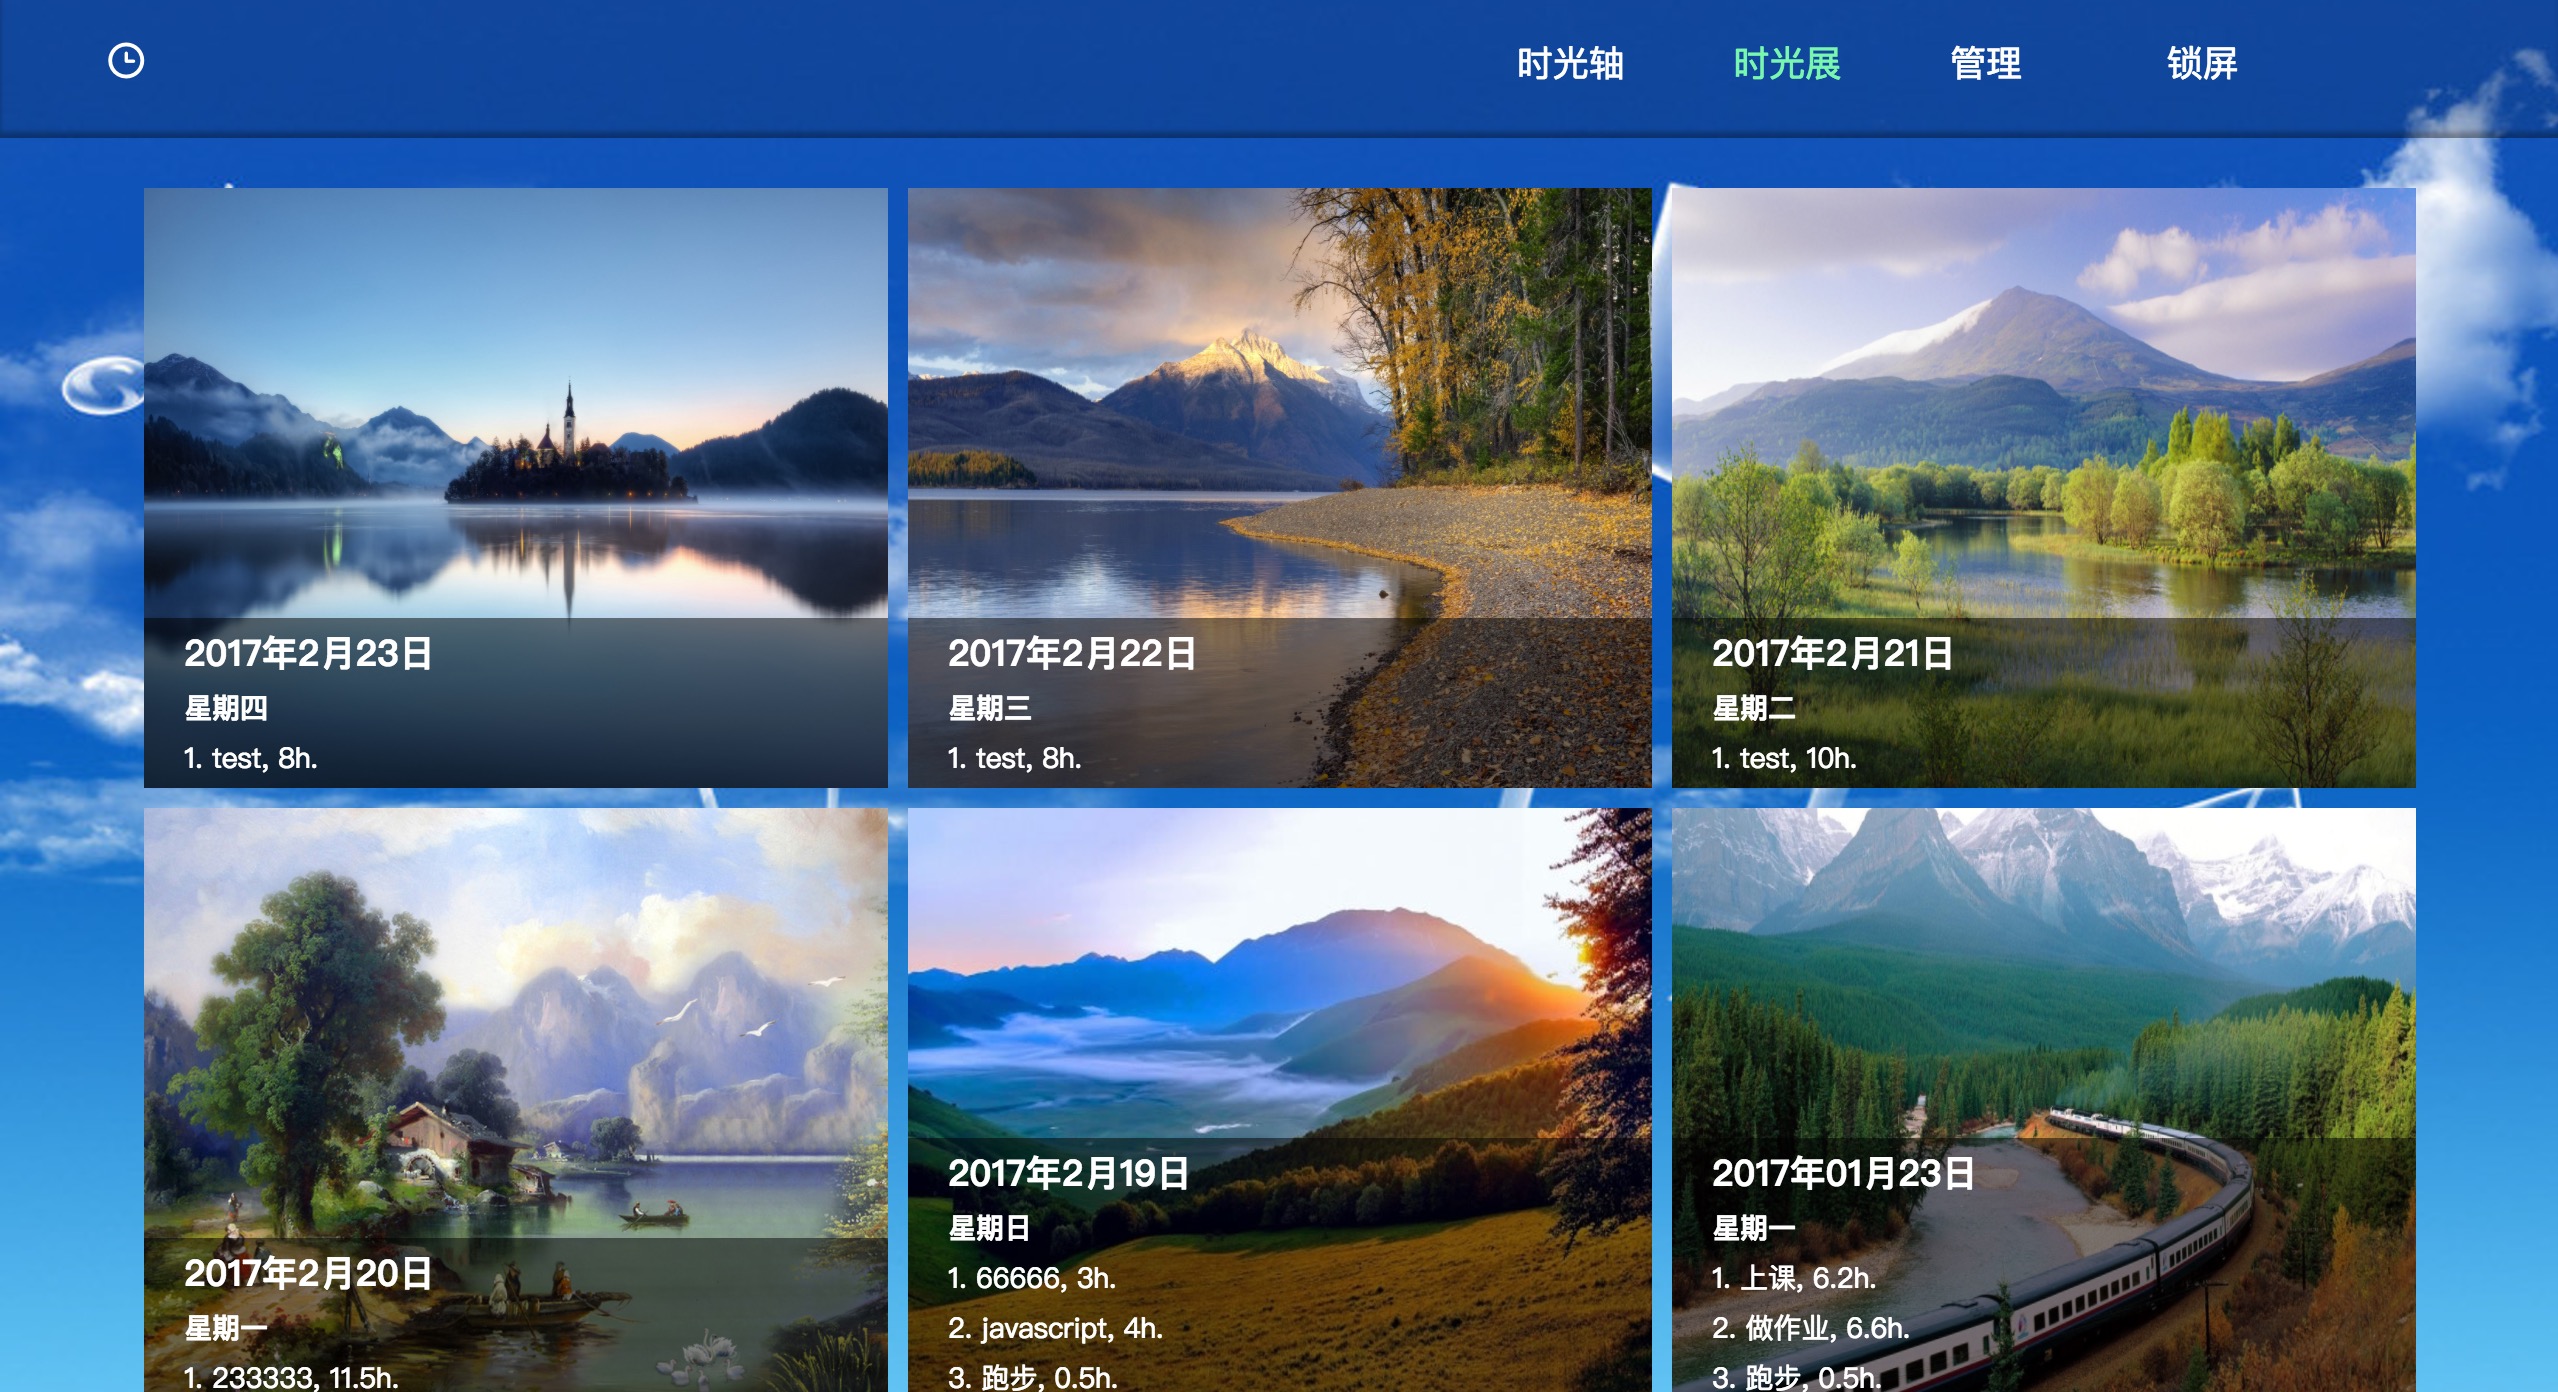 时光轴 时光展 管理 锁屏
2017年2月23日
星期四
1. test, 8h.
2017年2月22日
星期三
1. test, 8h.
2017年2月21日
星期二
1. test, 10h.
2017年2月20日
星期一
1. 233333, 11.5h.
2017年2月19日
星期日
1. 66666, 3h.
2. javascript, 4h.
3. 跑步, 0.5h.
2017年01月23日
星期一
1. 上课, 6.2h.
2. 做作业, 6.6h.
3. 跑步, 0.5h.